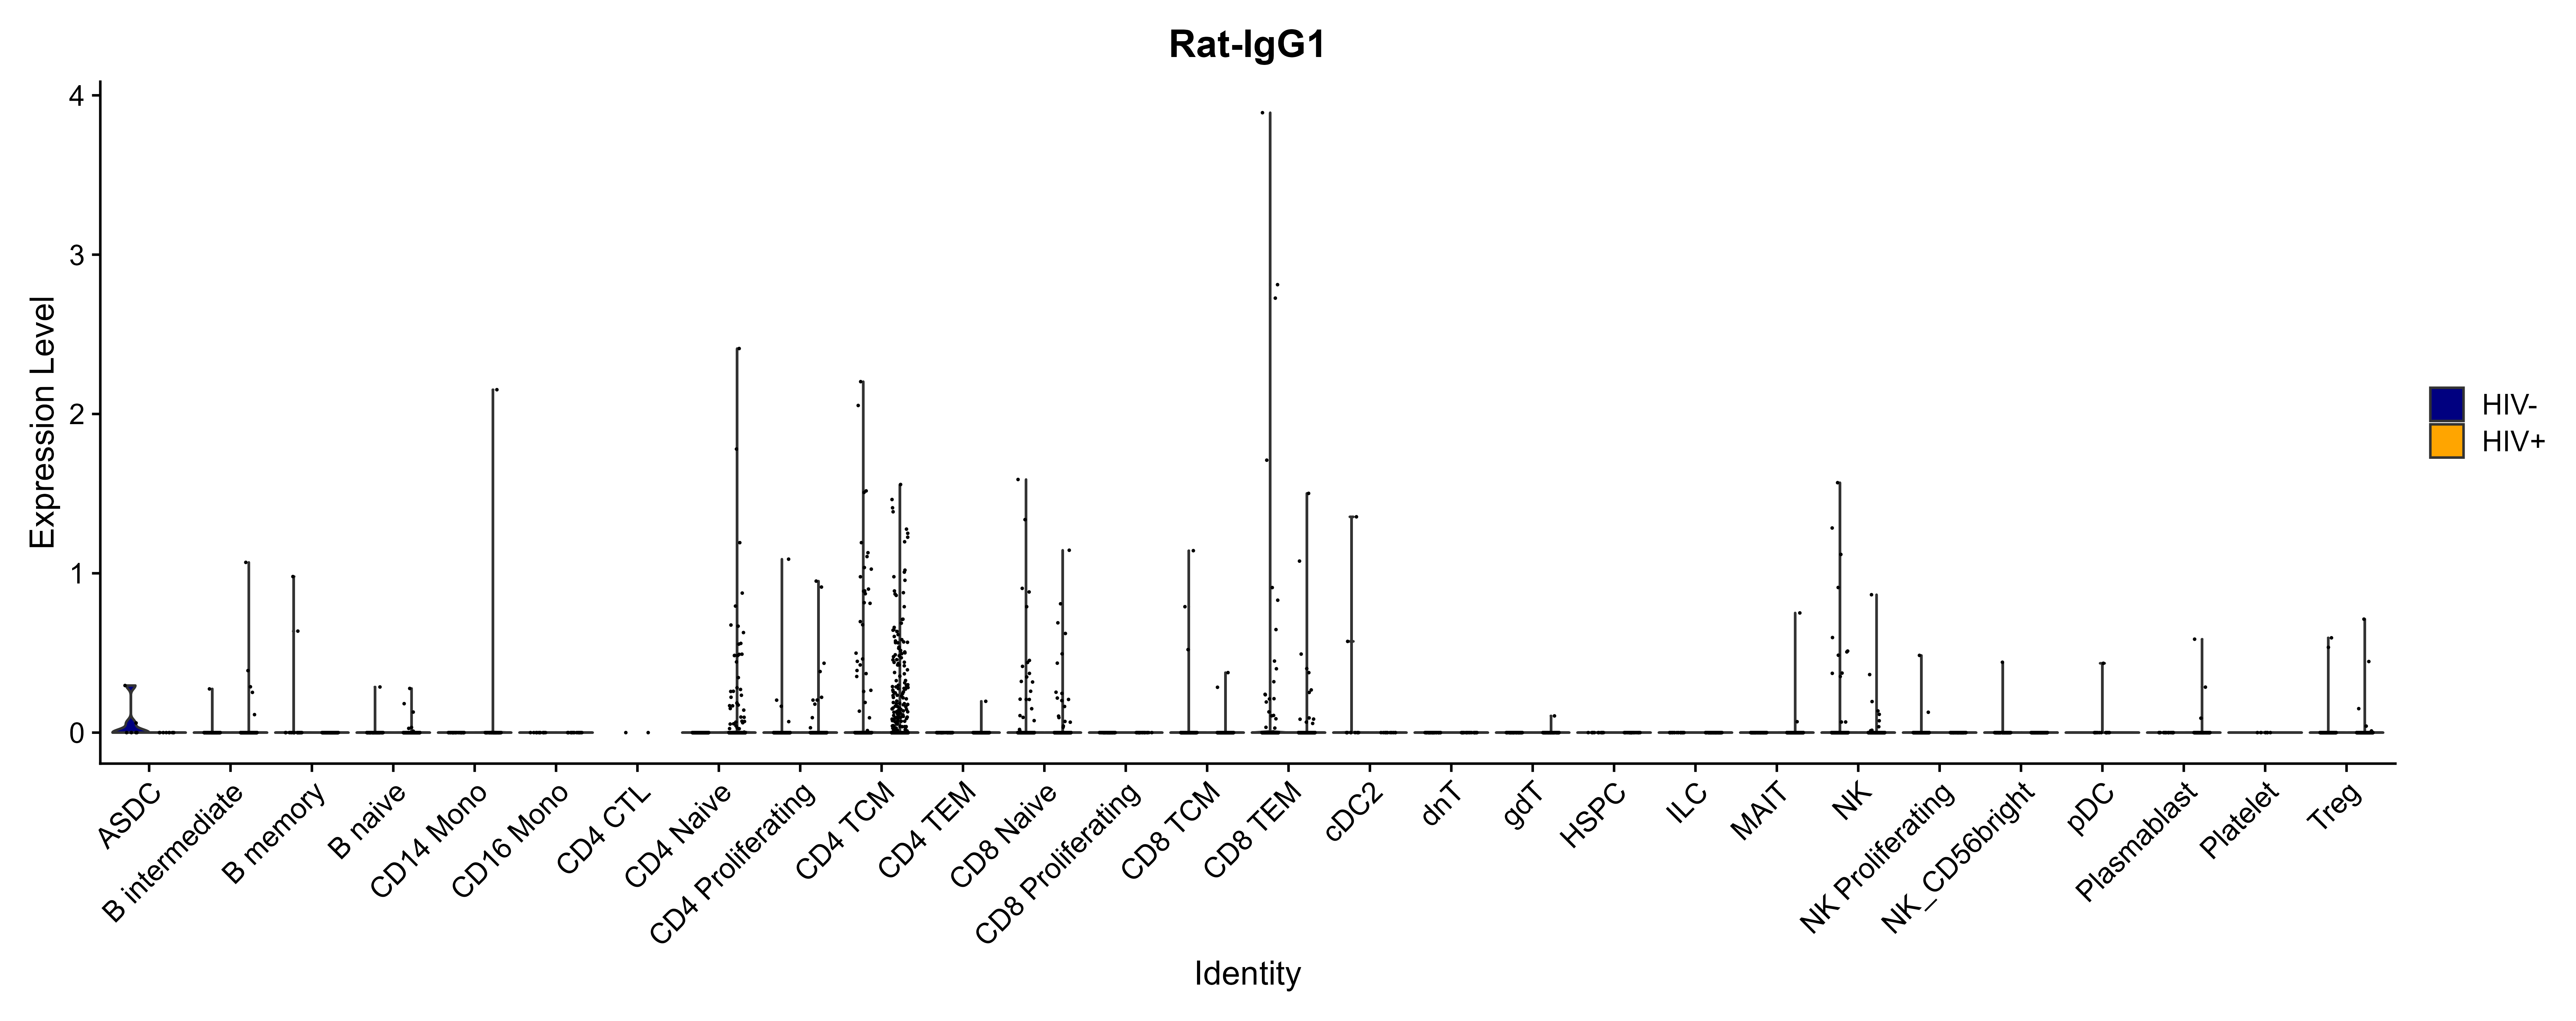 Rat-IgG1
Expression Level
4
3
2
1
0
ASDC
B intermediate
B memory
B naive
CD14 Mono
CD16 Mono
CD4 CTL
CD4 Naive
CD4 Proliferating
CD4 TCM
CD4 TEM
CD8 Naive
CD8 Proliferating
CD8 TCM
CD8 TEM
cDC2
dnT
gdT
HSPC
ILC
MAIT
NK
NK Proliferating
NK_CD56bright
pDC
Plasmablast
Platelet
Treg
Identity
HIV-
HIV+